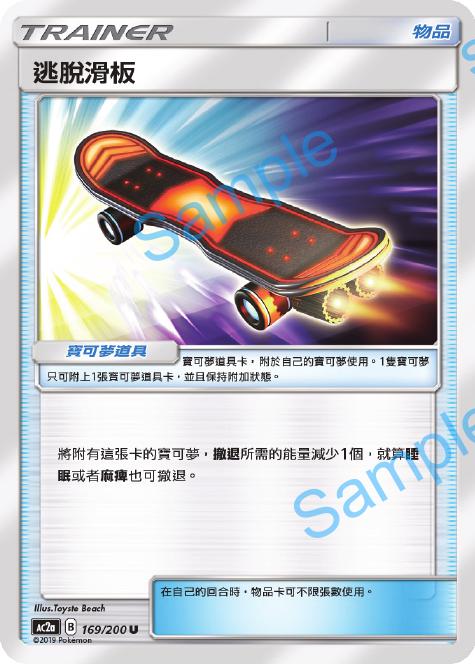 TRAINER
物品
逃脫滑板
Sample
寶可夢道具
寶可夢道具卡，附於自己的寶可夢使用。1隻寶可夢
只可附上1張寶可夢道具卡，並且保持附加狀態。
將附有這張卡的寶可夢，撤退所需的能量減少1個，就算睡
眠或者麻痺也可撤退。
Sample
在自己的回合時，物品卡可不限張數使用。
Illus.Toyste Beach
AC2a B 169/200 U
©2019 Pokémon